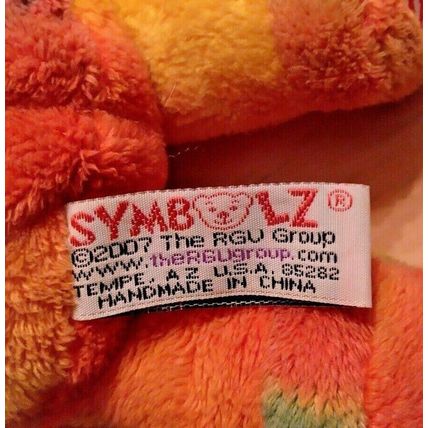 SYMBOLZ®
©2007 The RGU Group
www.theRGUgroup.com
TEMPE, AZ U.S.A. 85282
HANDMADE IN CHINA